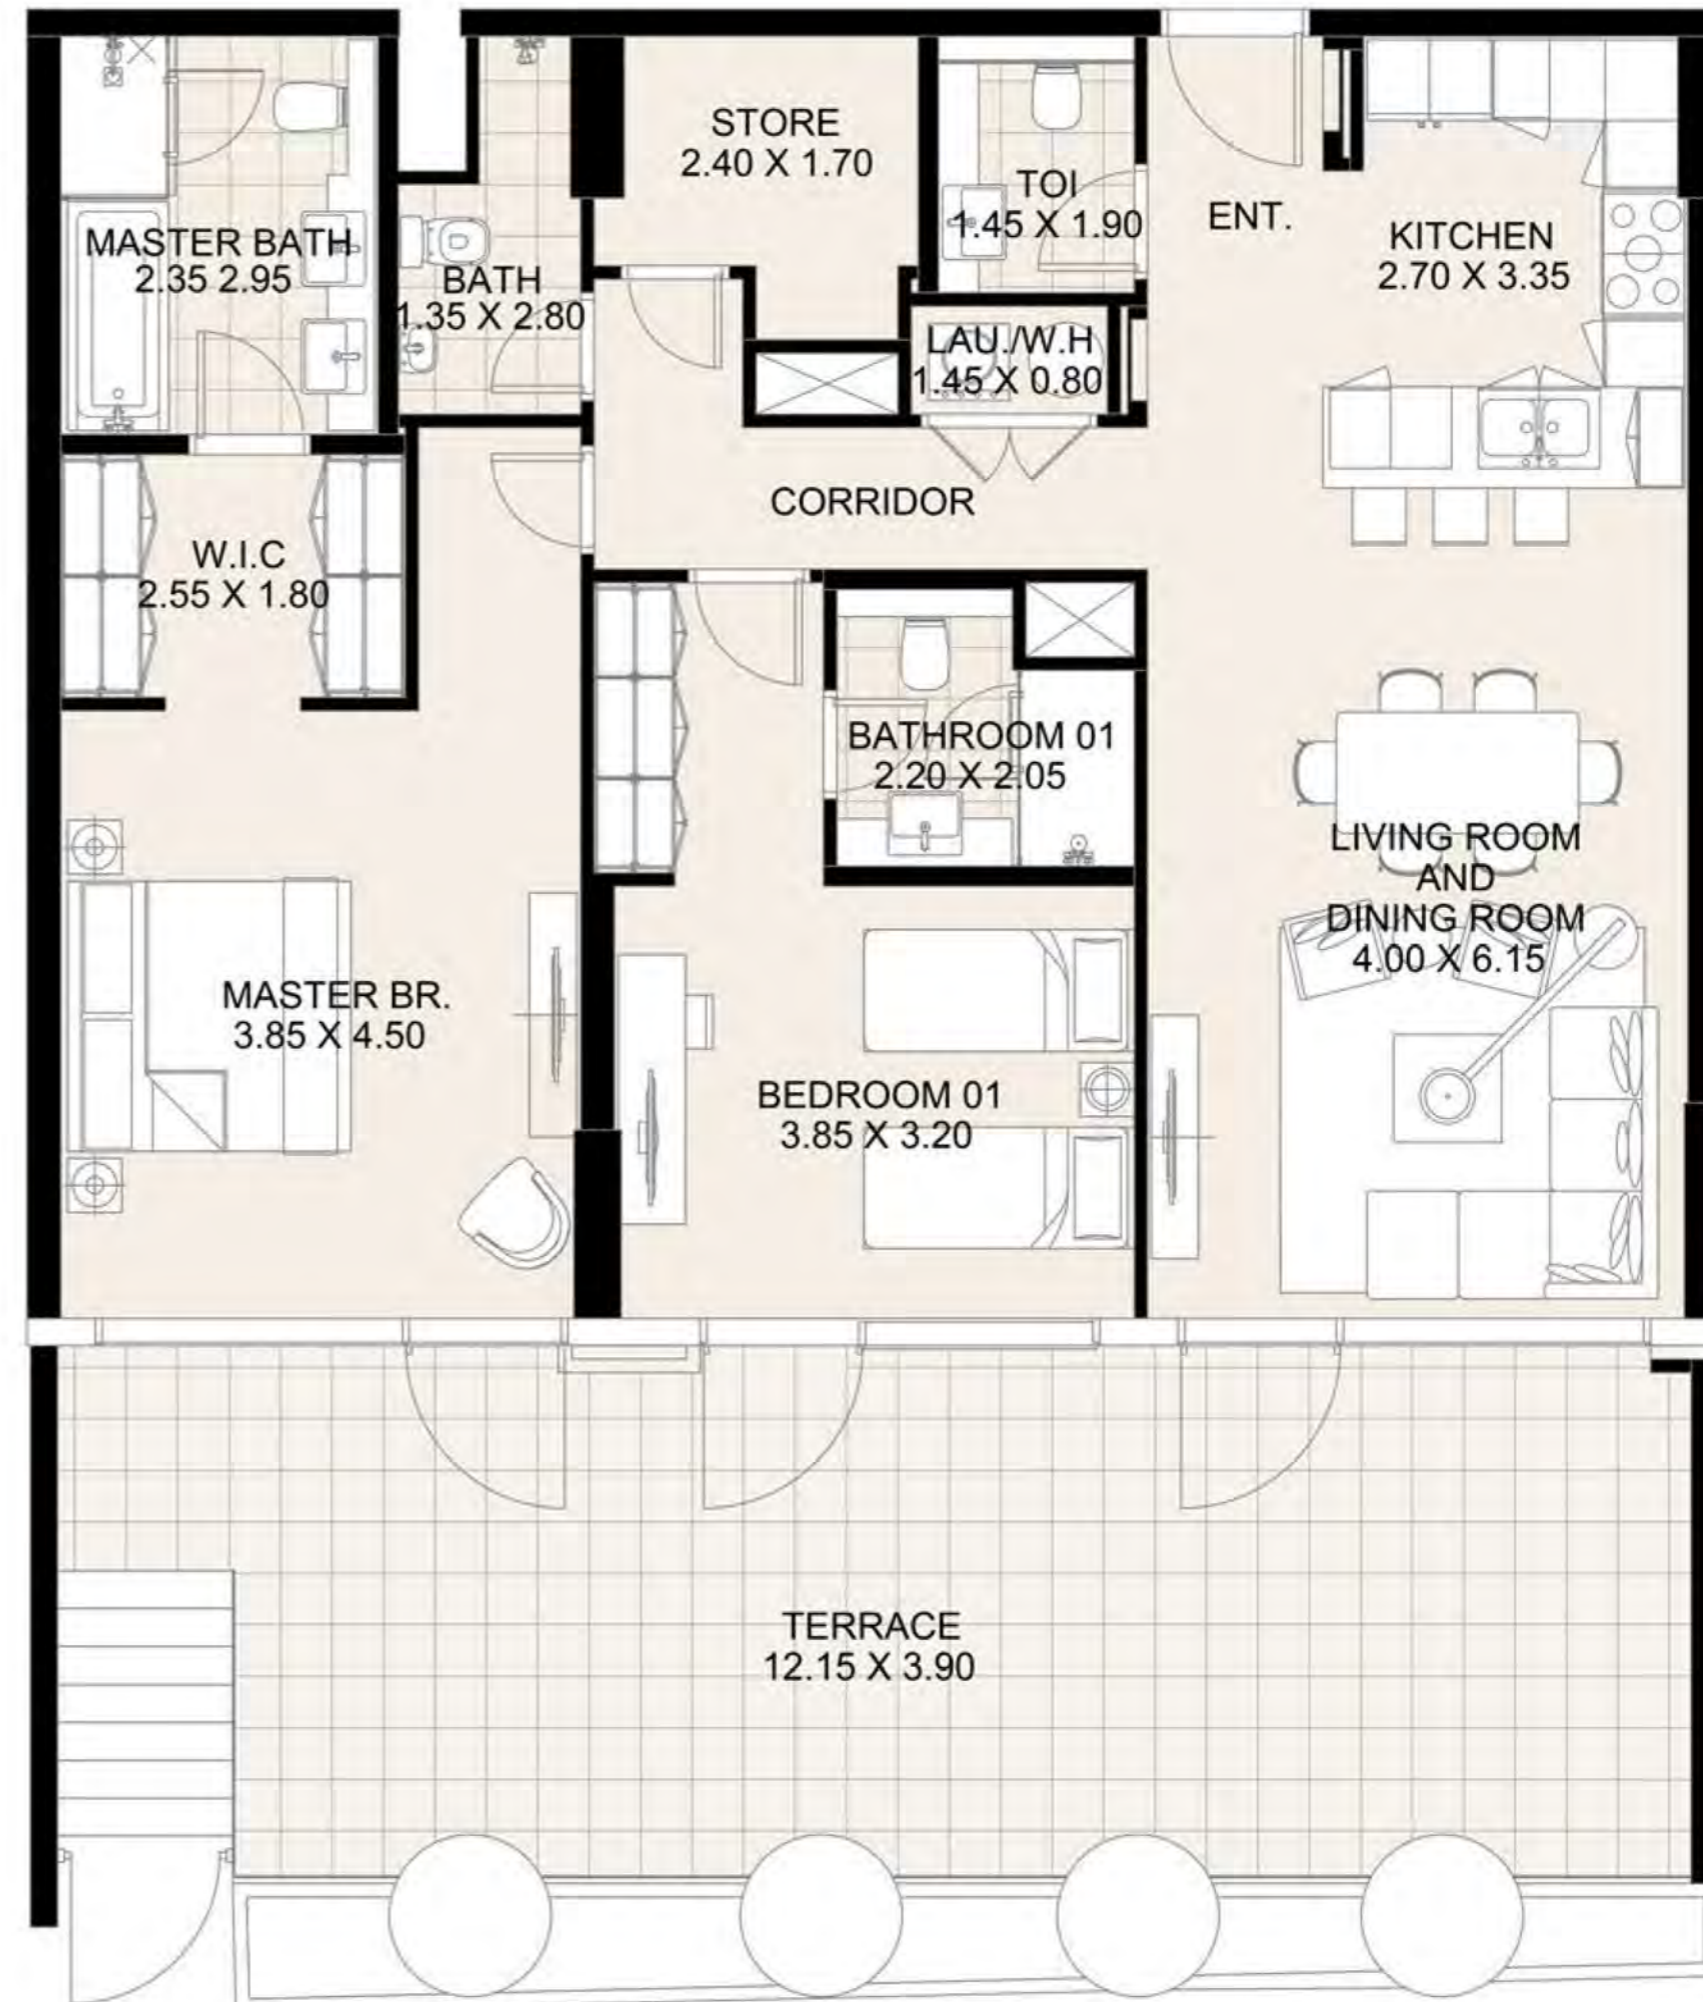 STORE
2.40 X 1.70
TOI
1.45 X 1.90
ENT.
KITCHEN
2.70 X 3.35
MASTER BATH
2.35 2.95
BATH
1.35 X 2.80
LAU./W.H
1.45 X 0.80
CORRIDOR
W.I.C
2.55 X 1.80
BATHROOM 01
2.20 X 2.05
LIVING ROOM
AND
DINING ROOM
4.00 X 6.15
MASTER BR.
3.85 X 4.50
BEDROOM 01
3.85 X 3.20
TERRACE
12.15 X 3.90